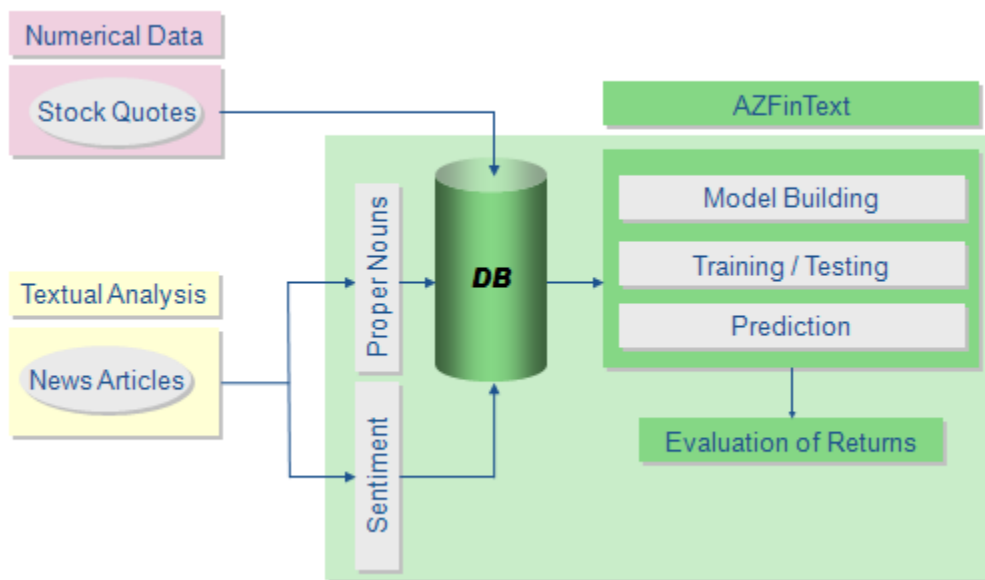 Numerical Data
Stock Quotes
AZFinText
Proper Nouns
DB
Model Building
Training / Testing
Prediction
Textual Analysis
News Articles
Sentiment
Evaluation of Returns